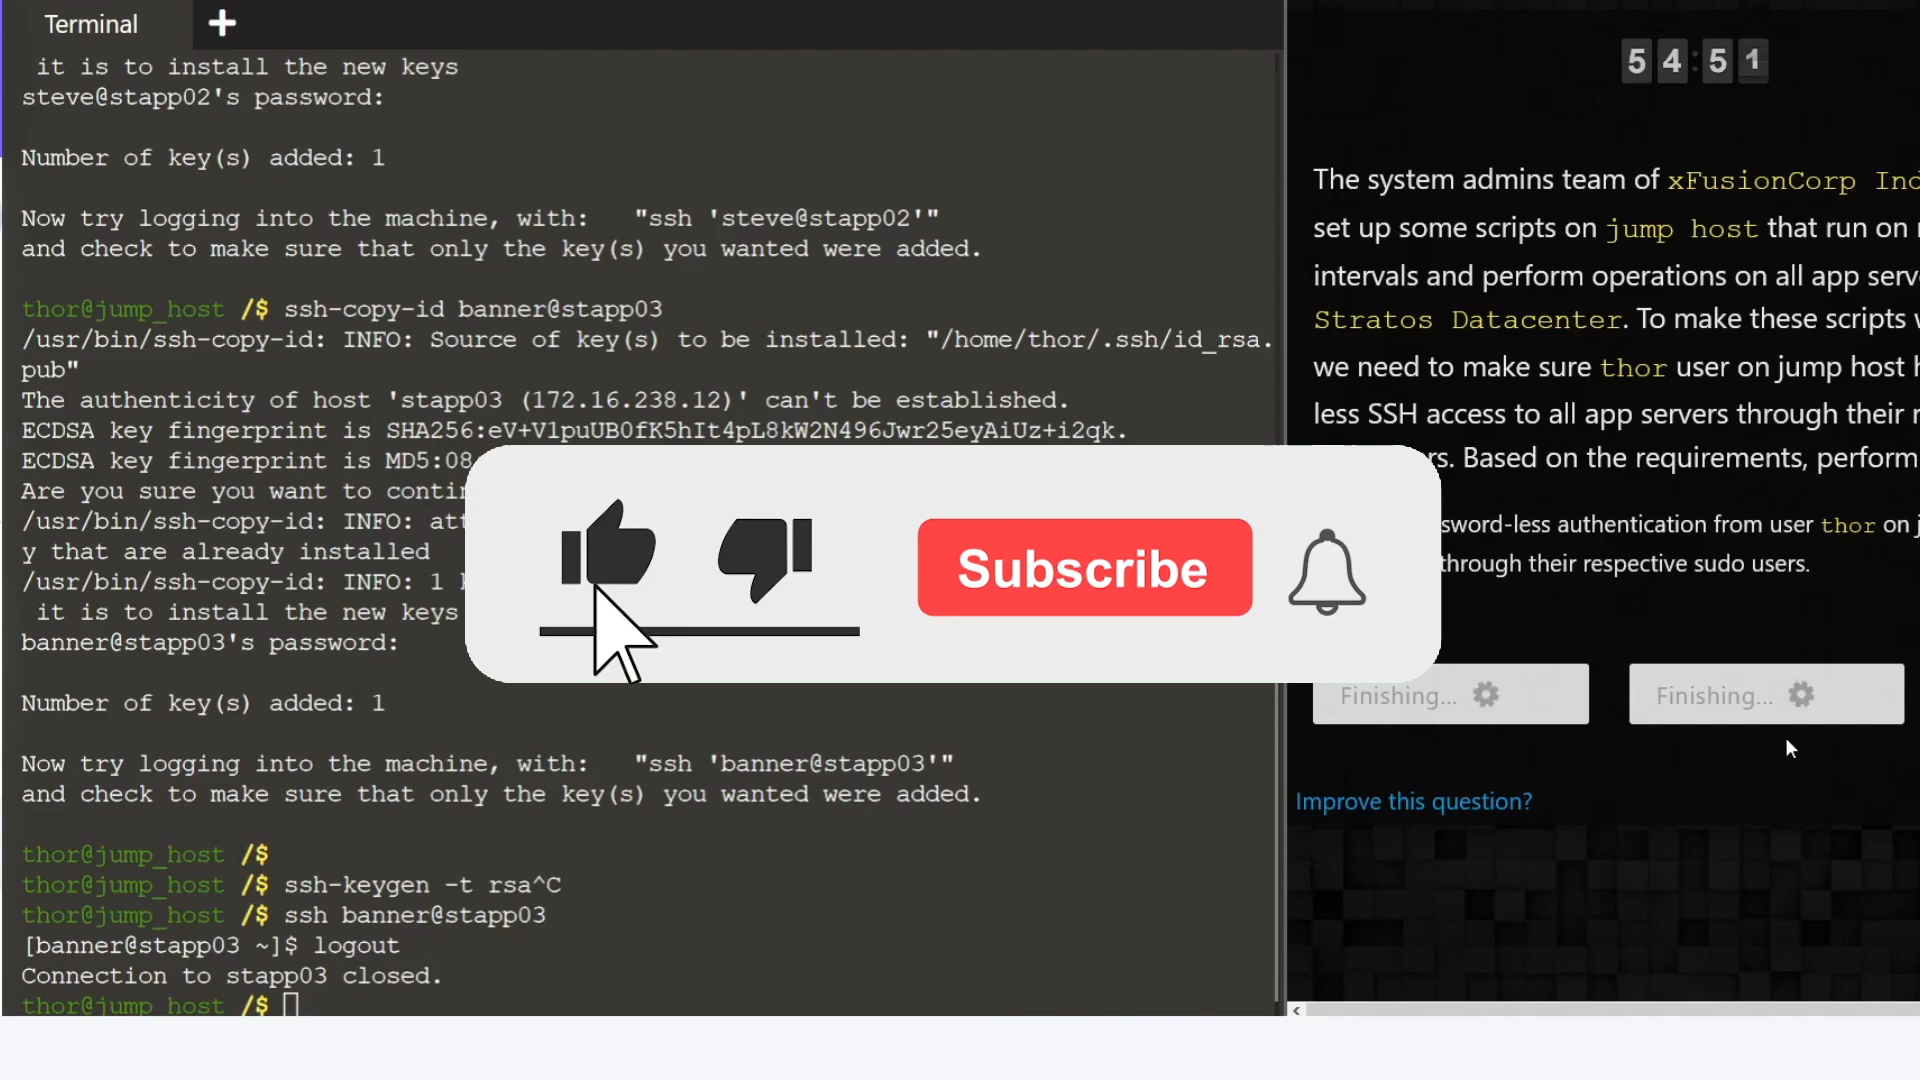 Terminal
it is to install the new keys
steve@stapp02's password:
Number of key(s) added: 1
Now try logging into the machine, with:   "ssh 'steve@stapp02'"
and check to make sure that only the key(s) you wanted were added.
thor@jump_host /$ ssh-copy-id banner@stapp03
/usr/bin/ssh-copy-id: INFO: Source of key(s) to be installed: "/home/thor/.ssh/id_rsa.
pub"
The authenticity of host 'stapp03 (172.16.238.12)' can't be established.
ECDSA key fingerprint is SHA256:eV+V1puUB0fK5hIt4pL8kW2N496Jwr25eyAiUz+i2qk.
ECDSA key fingerprint is MD5:08
Are you sure you want to
/usr/bin/ssh-copy-id: INFO:
y that are already installed
/usr/bin/ssh-copy-id: INFO: 1
it is to install the new keys
banner@stapp03's password:
Number of key(s) added: 1
Now try logging into the machine, with:   "ssh 'banner@stapp03'"
and check to make sure that only the key(s) you wanted were added.
thor@jump_host /$
thor@jump_host /$ ssh-keygen -t rsa^C
thor@jump_host /$ ssh banner@stapp03
[banner@stapp03 ~]$ logout
Connection to stapp03 closed.
thor@jump_host /$
Subscribe
54:51
The system admins team of xFusionCorp
set up some scripts on jump host that run on
intervals and perform operations on all app
Stratos Datacenter. To make these scripts
we need to make sure thor user on jump host
less SSH access to all app servers through their
Based on the requirements, perform
sword-less authentication from user thor on
through their respective sudo users.
Finishing...
Finishing...
Improve this question?